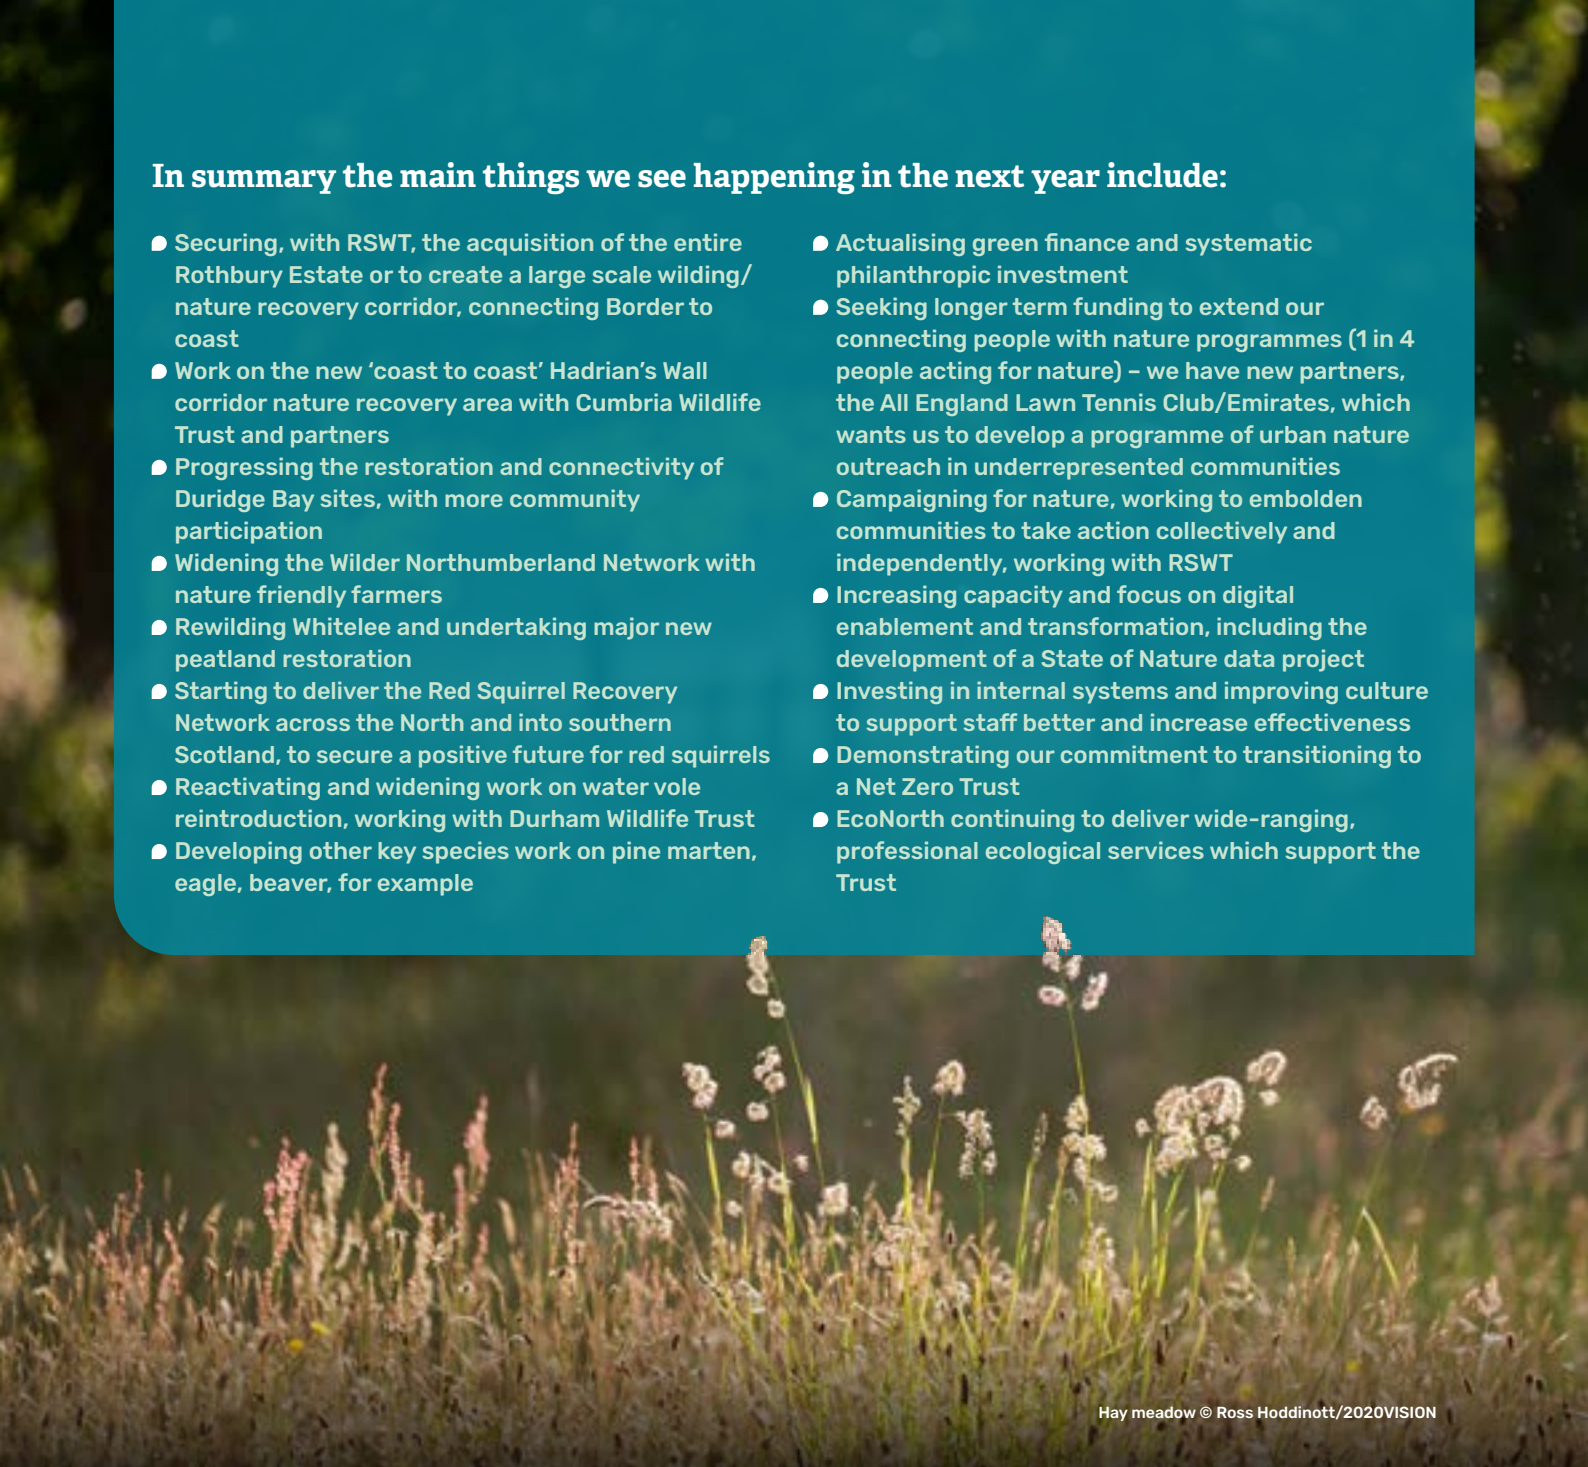 In summary the main things we see happening in the next year include:
Securing, with RSWT, the acquisition of the entire
Rothbury Estate or to create a large scale wilding/
nature recovery corridor, connecting Border to
coast
Work on the new ‘coast to coast’ Hadrian’s Wall
corridor nature recovery area with Cumbria Wildlife
Trust and partners
Progressing the restoration and connectivity of
Duridge Bay sites, with more community
participation
Widening the Wilder Northumberland Network with
nature friendly farmers
Rewilding Whitelee and undertaking major new
peatland restoration
Starting to deliver the Red Squirrel Recovery
Network across the North and into southern
Scotland, to secure a positive future for red squirrels
Reactivating and widening work on water vole
reintroduction, working with Durham Wildlife Trust
Developing other key species work on pine marten,
eagle, beaver, for example
Actualising green finance and systematic
philanthropic investment
Seeking longer term funding to extend our
connecting people with nature programmes (1 in 4
people acting for nature) – we have new partners,
the All England Lawn Tennis Club/Emirates, which
wants us to develop a programme of urban nature
outreach in underrepresented communities
Campaigning for nature, working to embolden
communities to take action collectively and
independently, working with RSWT
Increasing capacity and focus on digital
enablement and transformation, including the
development of a State of Nature data project
Investing in internal systems and improving culture
to support staff better and increase effectiveness
Demonstrating our commitment to transitioning to
a Net Zero Trust
EcoNorth continuing to deliver wide-ranging,
professional ecological services which support the
Trust
Hay meadow © Ross Hoddinott/2020VISION